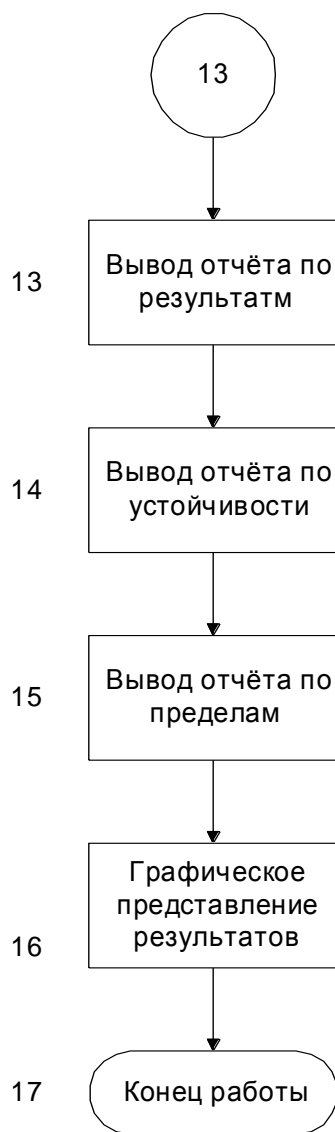 13
13
Вывод отчёта по
результатм
14
Вывод отчёта по
устойчивости
15
Вывод отчёта по
пределам
16
Графическое
представление
результатов
17
Конец работы